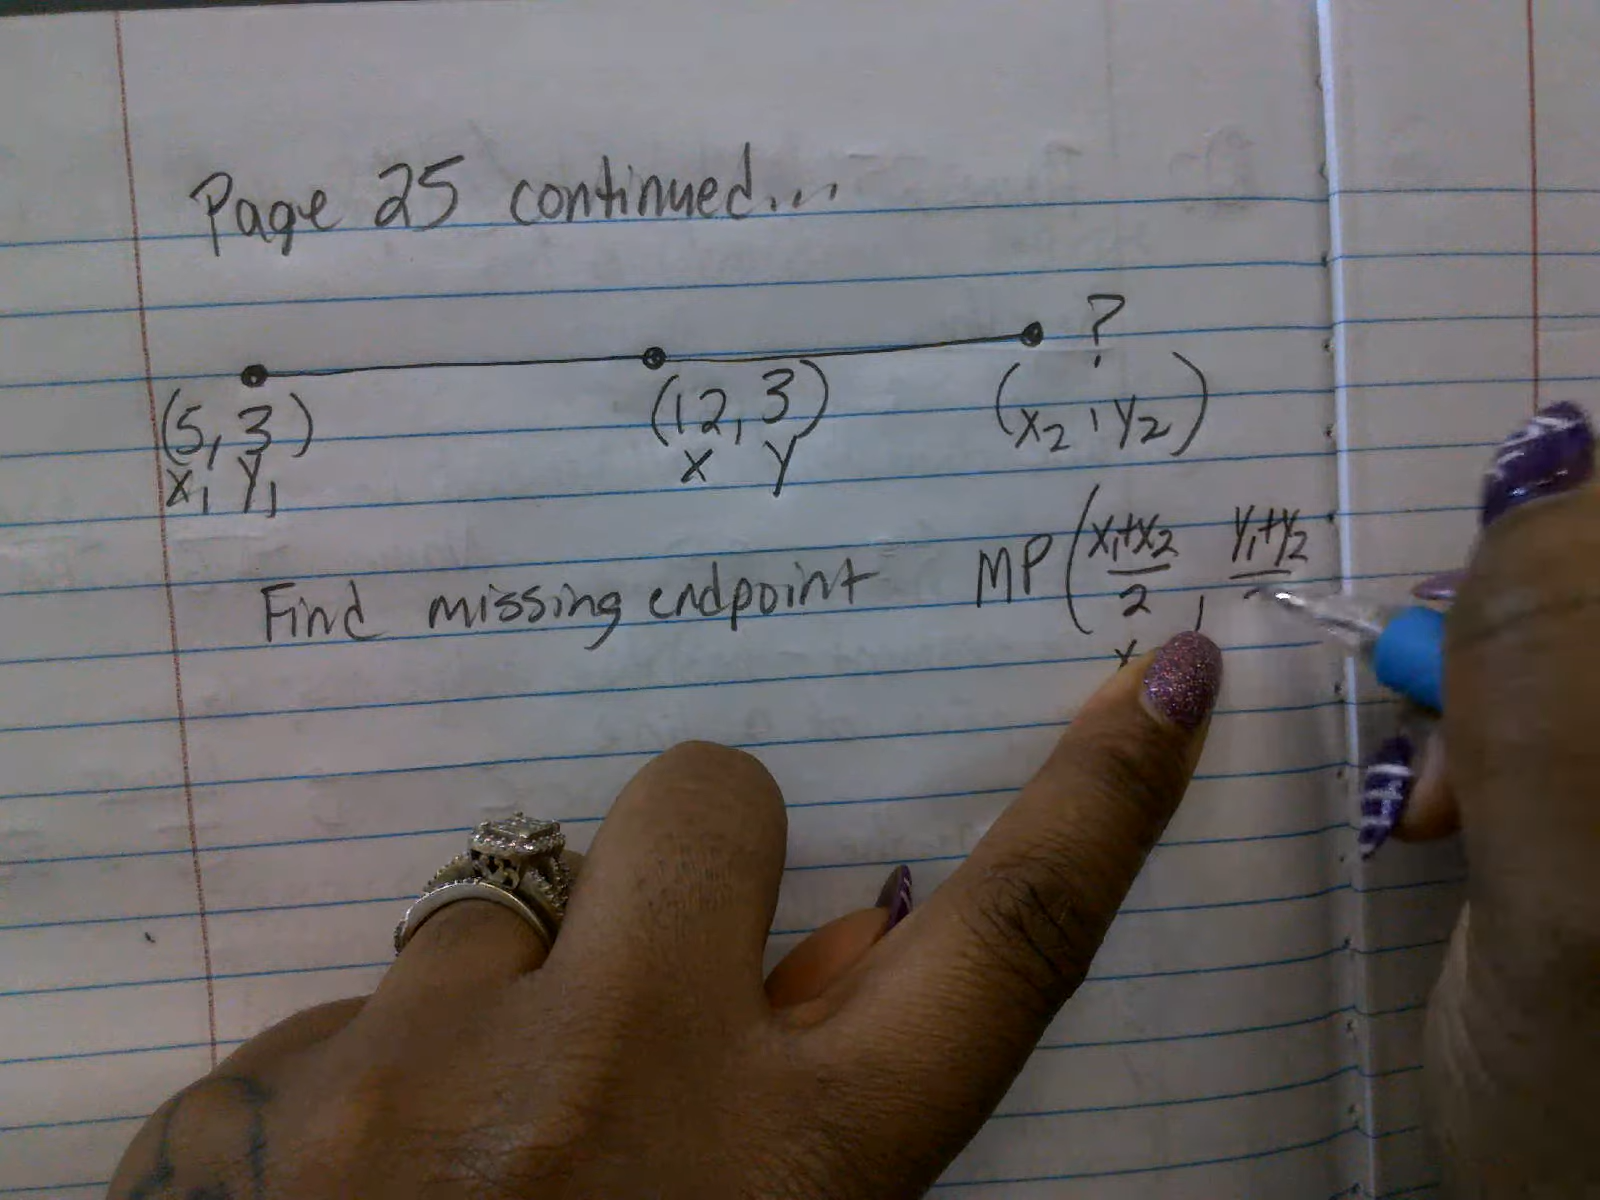 Page 25 continued...
?
(5, 3) (12, 3) (x₂, y₂)
x₁ y₁ x y
Find missing endpoint MP (x₁+x₂/2, y₁+y₂/
x